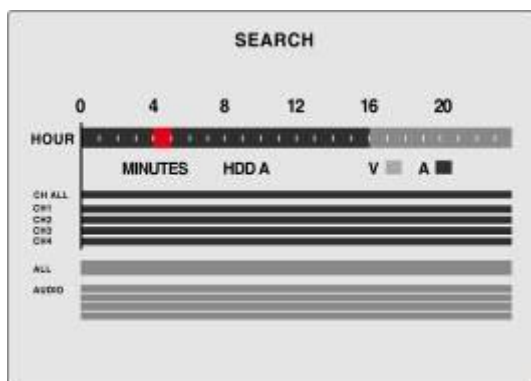 SEARCH
0 4 8 12 16 20
HOUR
MINUTES HDD A V A
CH ALL
CH1
CH2
CH3
CH4
ALL
AUDIO